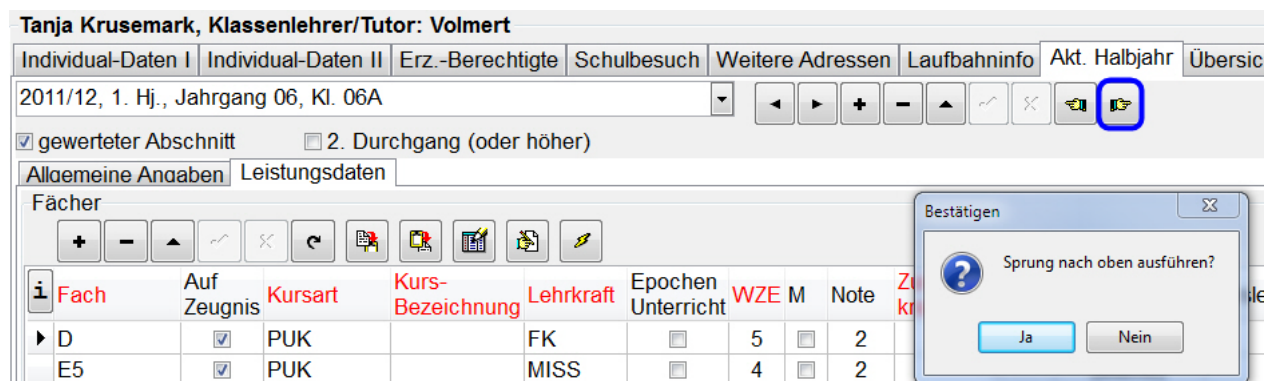 Tanja Krusemark, Klassenlehrer/Tutor: Volmert
Individual-Daten I Individual-Daten II Erz.-Berechtigte Schulbesuch Weitere Adressen Laufbahninfo Akt. Halbjahr Übersic
2011/12, 1. Hj., Jahrgang 06, Kl. 06A
gewerteter Abschnitt 2. Durchgang (oder höher)
Allgemeine Angaben Leistungsdaten
Fächer
Bestätigen
Sprung nach oben ausführen?
Ja Nein
i Fach Auf Zeugnis Kursart Kurs-Bezeichnung Lehrkraft Epochen Unterricht WZE M Note
D PUK FK 5 2
E5 PUK MISS 4 2